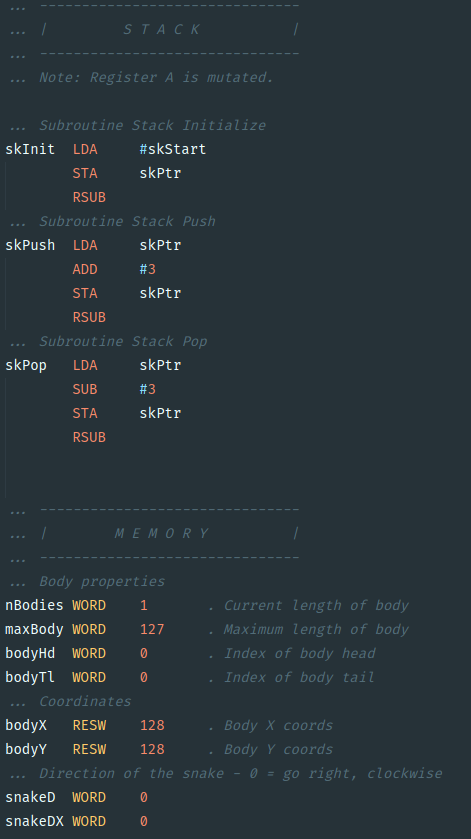 ... -------------------------------
... |         S T A C K           |
... -------------------------------
... Note: Register A is mutated.
... Subroutine Stack Initialize
skInit  LDA     #skStart
        STA     skPtr
        RSUB
... Subroutine Stack Push
skPush  LDA     skPtr
        ADD     #3
        STA     skPtr
        RSUB
... Subroutine Stack Pop
skPop   LDA     skPtr
        SUB     #3
        STA     skPtr
        RSUB
... -------------------------------
... |        M E M O R Y          |
... -------------------------------
... Body properties
nBodies WORD    1       . Current length of body
maxBody WORD    127     . Maximum length of body
bodyHd  WORD    0       . Index of body head
bodyTl  WORD    0       . Index of body tail
... Coordinates
bodyX   RESW    128     . Body X coords
bodyY   RESW    128     . Body Y coords
... Direction of the snake - 0 = go right, clockwise
snakeD  WORD    0
snakeDX WORD    0